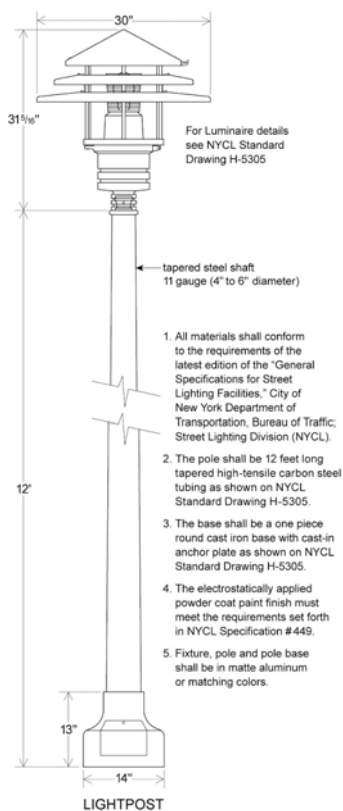 30"
31 5/16"
For Luminaire details
see NYCL Standard
Drawing H-5305
tapered steel shaft
11 gauge (4" to 6" diameter)
1. All materials shall conform
to the requirements of the
latest edition of the "General
Specifications for Street
Lighting Facilities," City of
New York Department of
Transportation, Bureau of Traffic;
Street Lighting Division (NYCL).
2. The pole shall be 12 feet long
tapered high-tensile carbon steel
tubing as shown on NYCL
Standard Drawing H-5305.
12'
3. The base shall be a one piece
round cast iron base with cast-in
anchor plate as shown on NYCL
Standard Drawing H-5305.
4. The electrostatically applied
powder coat paint finish must
meet the requirements set forth
in NYCL Specification #449.
5. Fixture, pole and pole base
shall be in matte aluminum
or matching colors.
13"
14"
LIGHTPOST